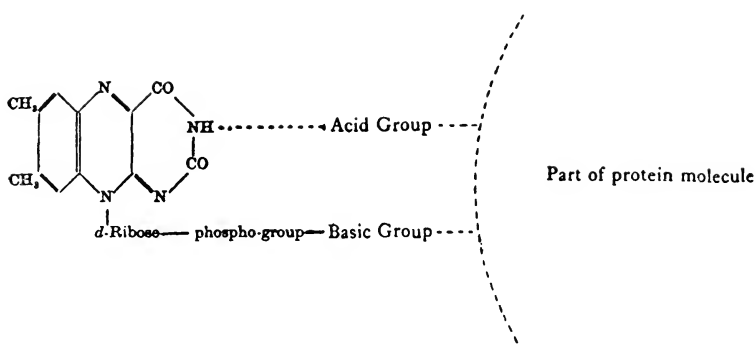 N CO
CH₃
NH Acid Group
Part of protein molecule
CO
CH₃
N N
d-Ribose phospho-group Basic Group